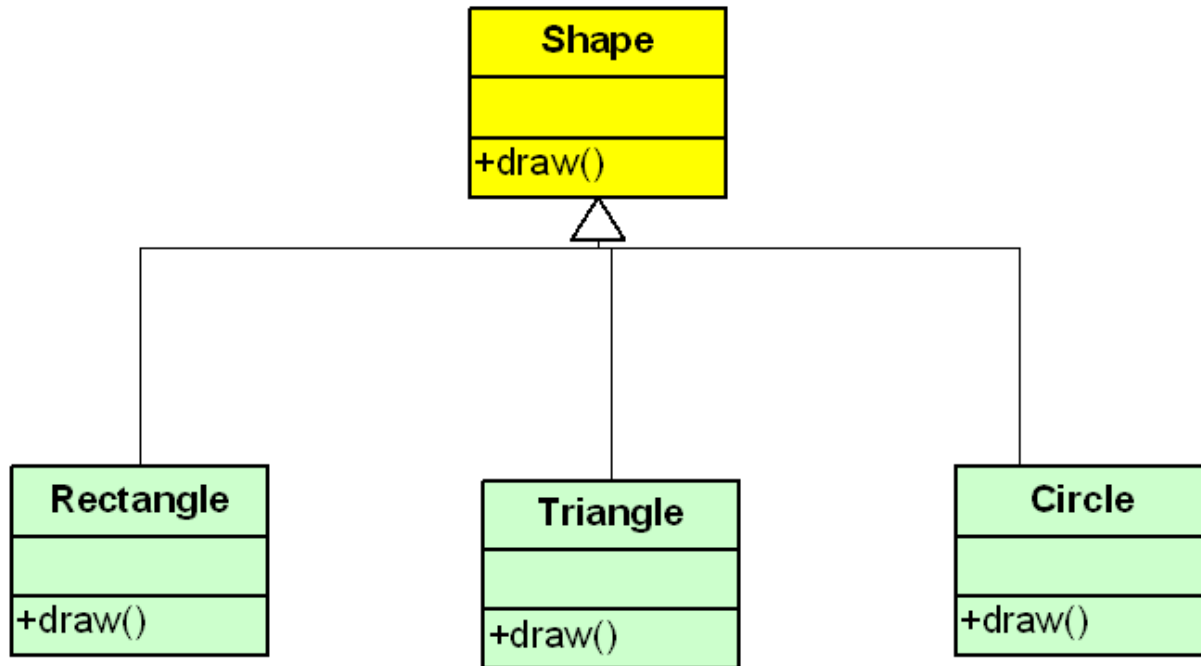 Shape
+draw()
Rectangle
+draw()
Triangle
+draw()
Circle
+draw()